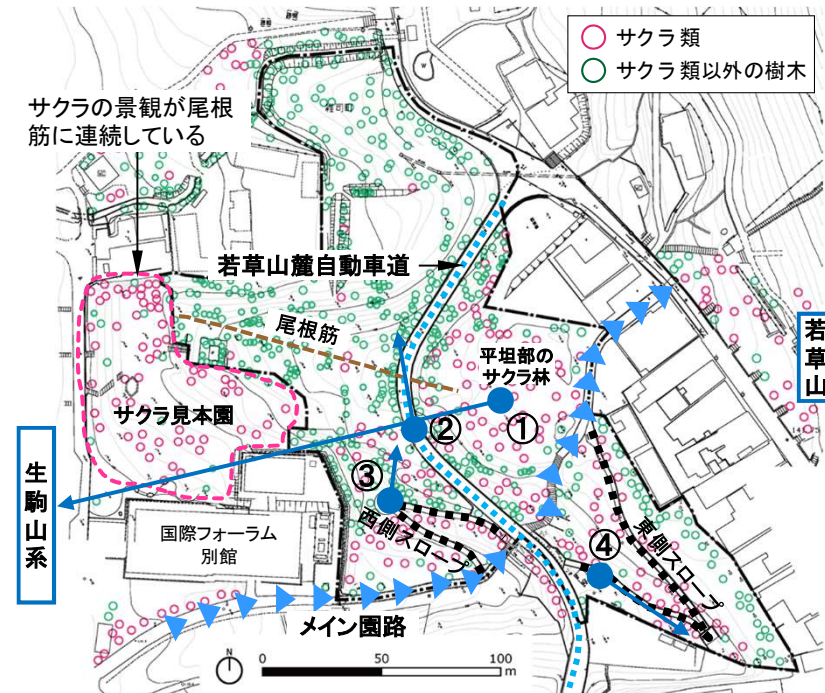 サクラ類
サクラ類以外の樹木
サクラの景観が尾根
筋に連続している
若草山麓自動車道
尾根筋
平坦部の
サクラ林
若草山
サクラ見本園
①
②
③
生駒山系
西側スロープ
④
東側スロープ
国際フォーラム
別館
メイン園路
N
0
50
100
m